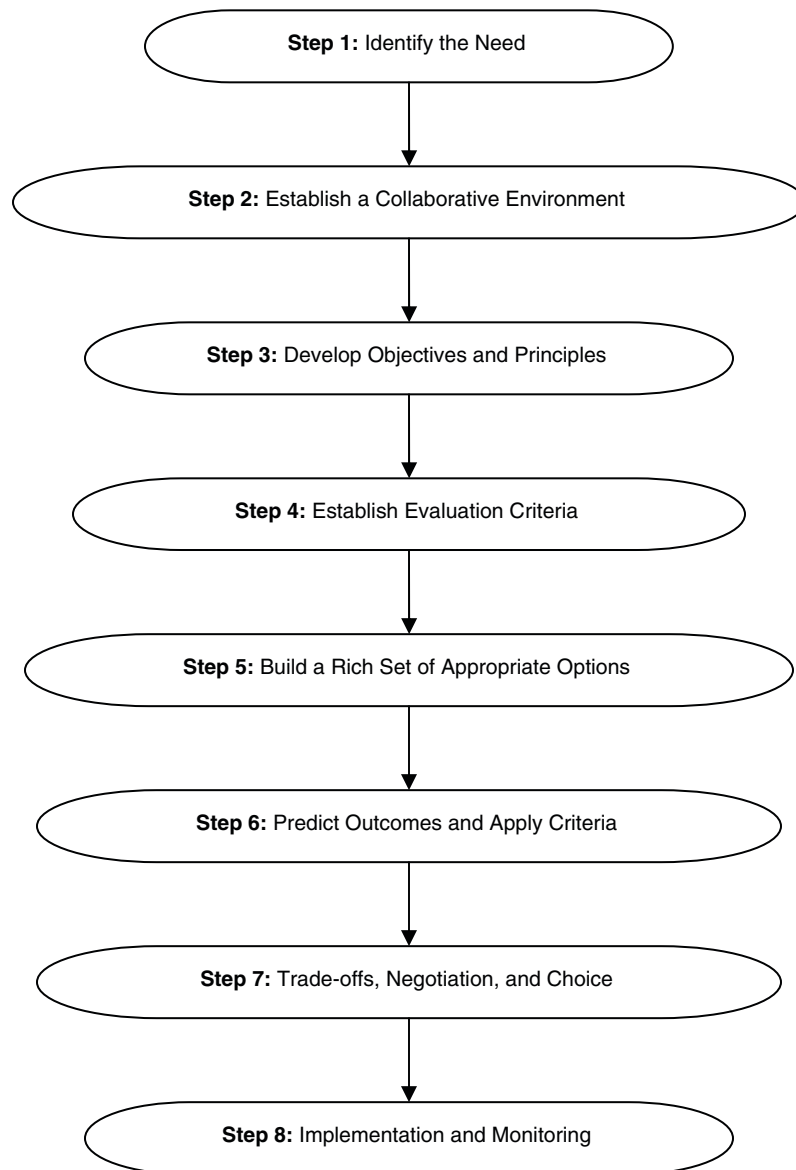 Step 1: Identify the Need
Step 2: Establish a Collaborative Environment
Step 3: Develop Objectives and Principles
Step 4: Establish Evaluation Criteria
Step 5: Build a Rich Set of Appropriate Options
Step 6: Predict Outcomes and Apply Criteria
Step 7: Trade-offs, Negotiation, and Choice
Step 8: Implementation and Monitoring